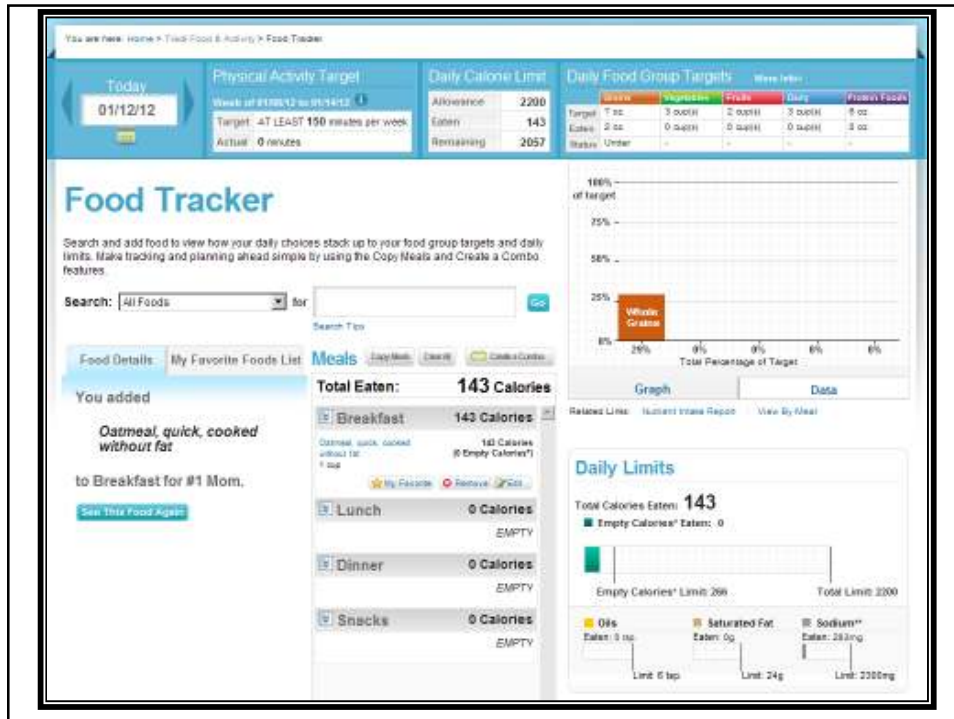 You are here: Home > Track Food & Activity > Food Tracker
Today
01/12/12
Physical Activity Target
Week of 01/08/12 to 01/14/12
Target AT LEAST 150 minutes per week
Actual 0 minutes
Daily Calorie Limit
Allowance 2200
Eaten 143
Remaining 2057
Daily Food Group Targets
Grains Vegetables Fruits Dairy Protein Foods
Target 7 oz. 3 cup(s) 2 cup(s) 3 cup(s) 6 oz.
Eaten 2 oz. 0 cup(s) 0 cup(s) 0 cup(s) 0 oz.
Status Under - - - -
Food Tracker
Search and add food to view how your daily choices stack up to your food group targets and daily
limits. Make tracking and planning ahead simple by using the Copy Meals and Create a Combo
features.
Search: All Foods for Go
Search Tips
Food Details My Favorite Foods List
You added
Oatmeal, quick, cooked
without fat
to Breakfast for #1 Mom.
See This Food Again
Meals Copy Meals Clear All Create a Combo
Total Eaten: 143 Calories
Breakfast 143 Calories
Oatmeal, quick, cooked 143 Calories
without fat (0 Empty Calories*)
1 cup
My Favorite Remove Edit
Lunch 0 Calories
EMPTY
Dinner 0 Calories
EMPTY
Snacks 0 Calories
EMPTY
100%
of target
75%
50%
25%
Whole
Grains
0%
29% 0% 0% 0% 0%
Total Percentage of Target
Graph Data
Related Links: Nutrient Intake Report View By Meal
Daily Limits
Total Calories Eaten: 143
Empty Calories* Eaten: 0
Empty Calories* Limit: 266 Total Limit: 2200
Oils Saturated Fat Sodium**
Eaten: 0 tsp. Eaten: 0g Eaten: 283mg
Limit: 6 tsp. Limit: 24g Limit: 2300mg